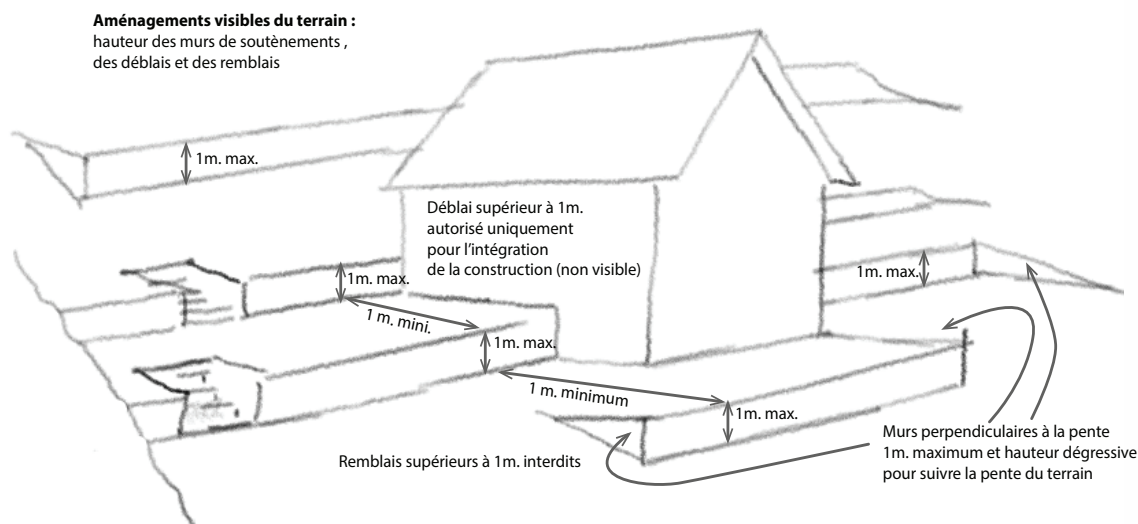 Aménagements visibles du terrain :
hauteur des murs de soutènements ,
des déblais et des remblais
1m. max.
Déblai supérieur à 1m.
autorisé uniquement
pour l'intégration
de la construction (non visible)
1m. max.
1m. max.
1 m. mini.
1m. max.
1 m. minimum
1m. max.
Murs perpendiculaires à la pente
1m. maximum et hauteur dégressive
pour suivre la pente du terrain
Remblais supérieurs à 1m. interdits